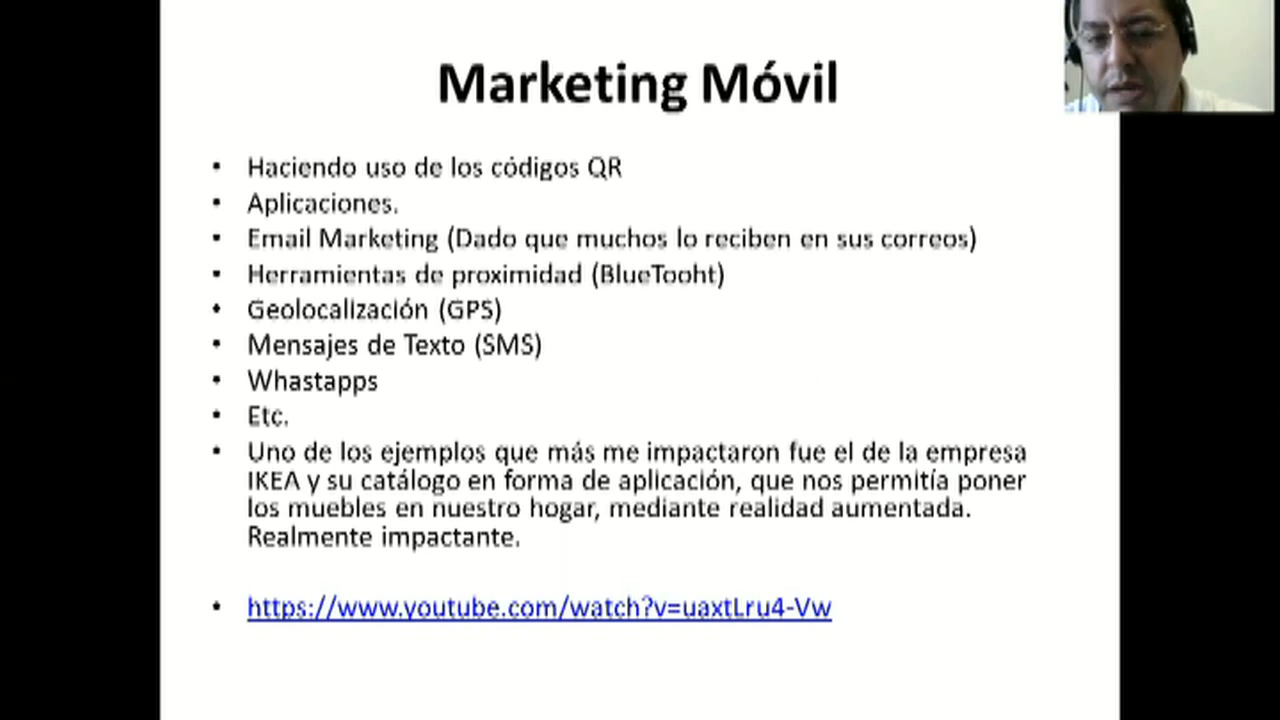 Marketing Móvil
• Haciendo uso de los códigos QR
• Aplicaciones.
• Email Marketing (Dado que muchos lo reciben en sus correos)
• Herramientas de proximidad (BlueTooht)
• Geolocalización (GPS)
• Mensajes de Texto (SMS)
• Whastapps
• Etc.
• Uno de los ejemplos que más me impactaron fue el de la empresa
IKEA y su catálogo en forma de aplicación, que nos permitía poner
los muebles en nuestro hogar, mediante realidad aumentada.
Realmente impactante.
• https://www.youtube.com/watch?v=uaxtLru4-Vw